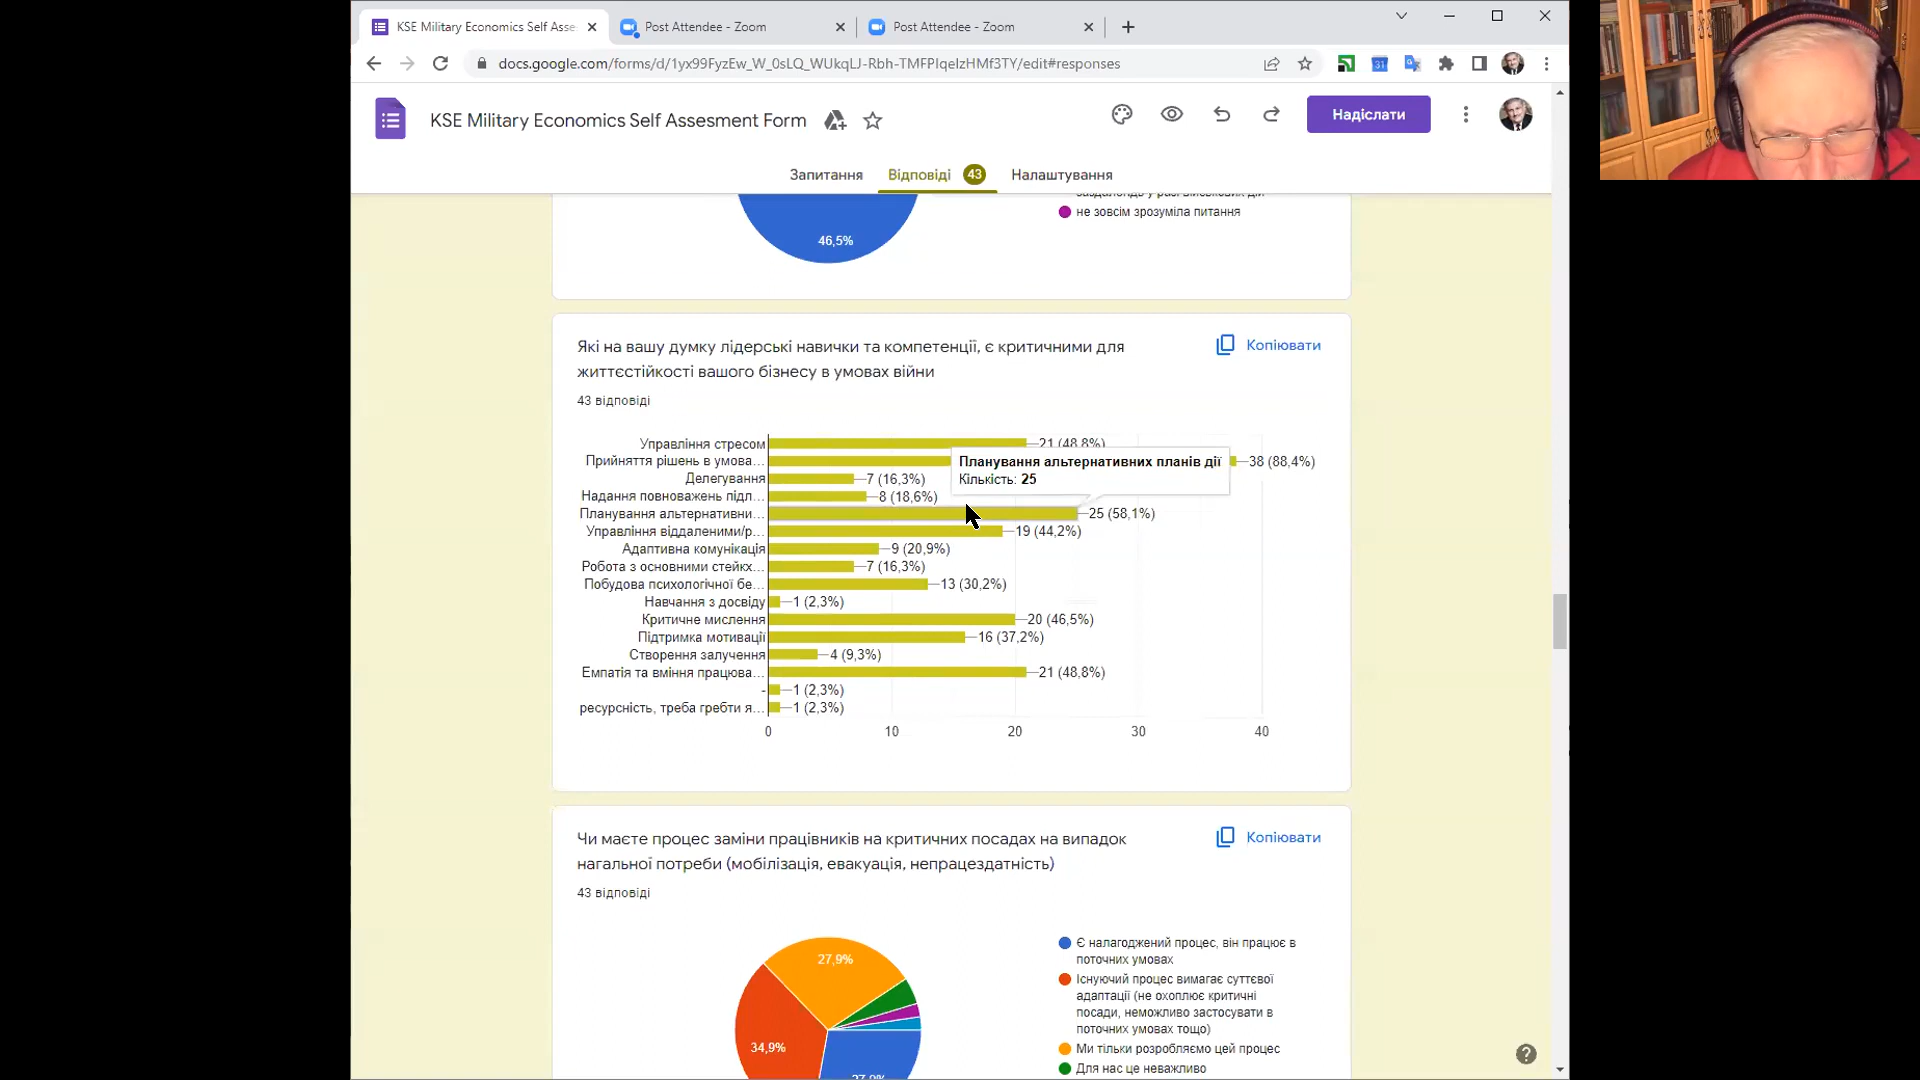 KSE Military Economics Self Asse
Post Attendee - Zoom
Post Attendee - Zoom
docs.google.com/forms/d/1yx99FyzEw_W_0sLQ_WUkqLJ-Rbh-TMFPIqelzHMf3TY/edit#responses
KSE Military Economics Self Assesment Form
Надіслати
Запитання
Відповіді 43
Налаштування
46,5%
не зовсім зрозуміла питання
Які на вашу думку лідерські навички та компетенції, є критичними для
життєстійкості вашого бізнесу в умовах війни
Копіювати
43 відповіді
Управління стресом 21 (48,8%)
Прийняття рішень в умова... 38 (88,4%)
Планування альтернативних планів дії
Кількість: 25
Делегування 7 (16,3%)
Надання повноважень підл... 8 (18,6%)
Планування альтернативни... 25 (58,1%)
Управління віддаленими/р... 19 (44,2%)
Адаптивна комунікація 9 (20,9%)
Робота з основними стейкх... 7 (16,3%)
Побудова психологічної бе... 13 (30,2%)
Навчання з досвіду 1 (2,3%)
Критичне мислення 20 (46,5%)
Підтримка мотивації 16 (37,2%)
Створення залучення 4 (9,3%)
Емпатія та вміння працюва... 21 (48,8%)
- 1 (2,3%)
ресурсність, треба гребти я... 1 (2,3%)
0 10 20 30 40
Чи маєте процес заміни працівників на критичних посадах на випадок
нагальної потреби (мобілізація, евакуація, непрацездатність)
Копіювати
43 відповіді
27,9%
34,9%
27,9%
Є налагоджений процес, він працює в
поточних умовах
Існуючий процес вимагає суттєвої
адаптації (не охоплює критичні
посади, неможливо застосувати в
поточних умовах тощо)
Ми тільки розробляємо цей процес
Для нас це неважливо